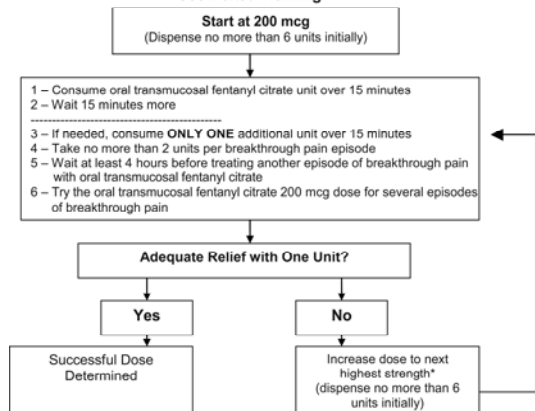 Start at 200 mcg
(Dispense no more than 6 units initially)
1 – Consume oral transmucosal fentanyl citrate unit over 15 minutes
2 – Wait 15 minutes more
--------------------------------------------
3 – If needed, consume ONLY ONE additional unit over 15 minutes
4 – Take no more than 2 units per breakthrough pain episode
5 – Wait at least 4 hours before treating another episode of breakthrough pain
with oral transmucosal fentanyl citrate
6 – Try the oral transmucosal fentanyl citrate 200 mcg dose for several episodes
of breakthrough pain
Adequate Relief with One Unit?
Yes
No
Successful Dose
Determined
Increase dose to next
highest strength*
(dispense no more than 6
units initially)